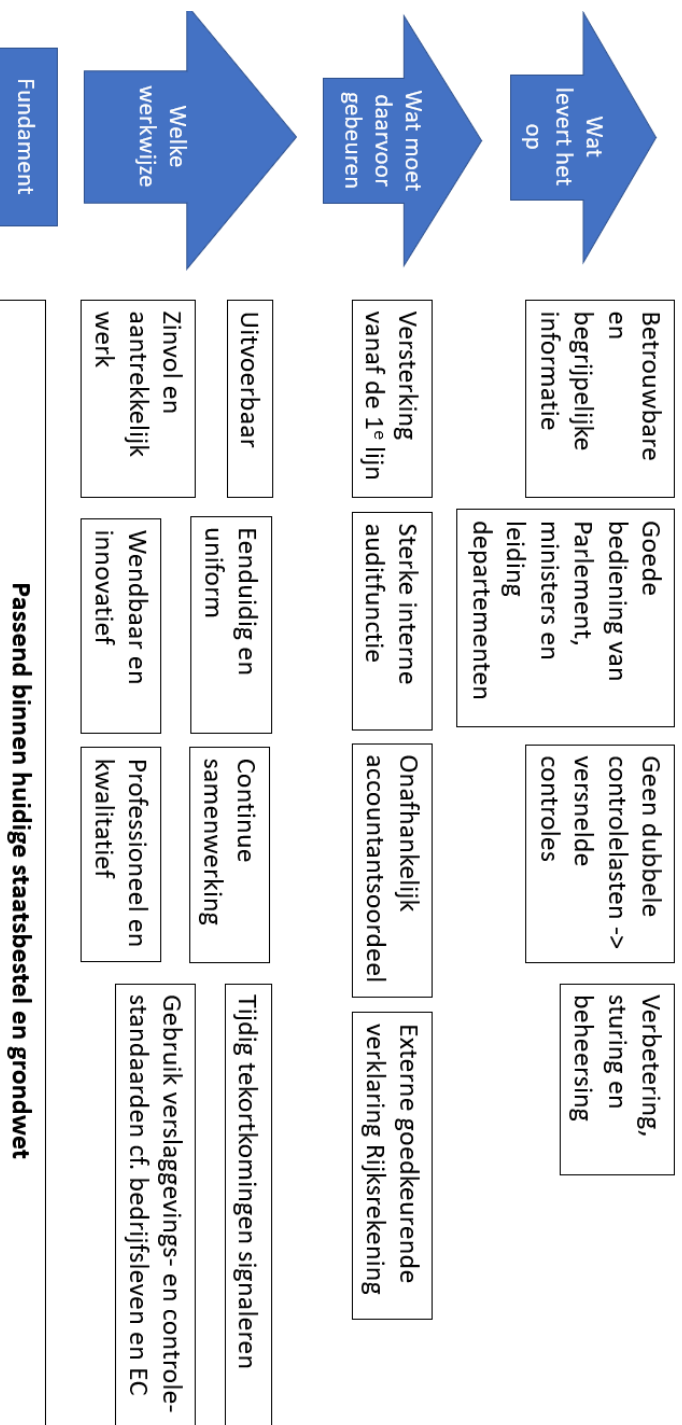 Wat
levert het
op
Betrouwbare
en
begrijpelijke
informatie
Goede
bediening van
Parlement,
ministers en
leiding
departementen
Geen dubbele
controlelasten ->
versnelde
controles
Verbetering,
sturing en
beheersing
Wat moet
daarvoor
gebeuren
Versterking
vanaf de 1e lijn
Sterke interne
auditfunctie
Onafhankelijk
accountantsoordeel
Externe goedkeurende
verklaring Rijksrekening
Welke
werkwijze
Uitvoerbaar
Eenduidig en
uniform
Continue
samenwerking
Tijdig tekortkomingen signaleren
Zinvol en
aantrekkelijk
werk
Wendbaar en
innovatief
Professioneel en
kwalitatief
Gebruik verslaggevings- en controle-
standaarden cf. bedrijfsleven en EC
Fundament
Passend binnen huidige staatsbestel en grondwet